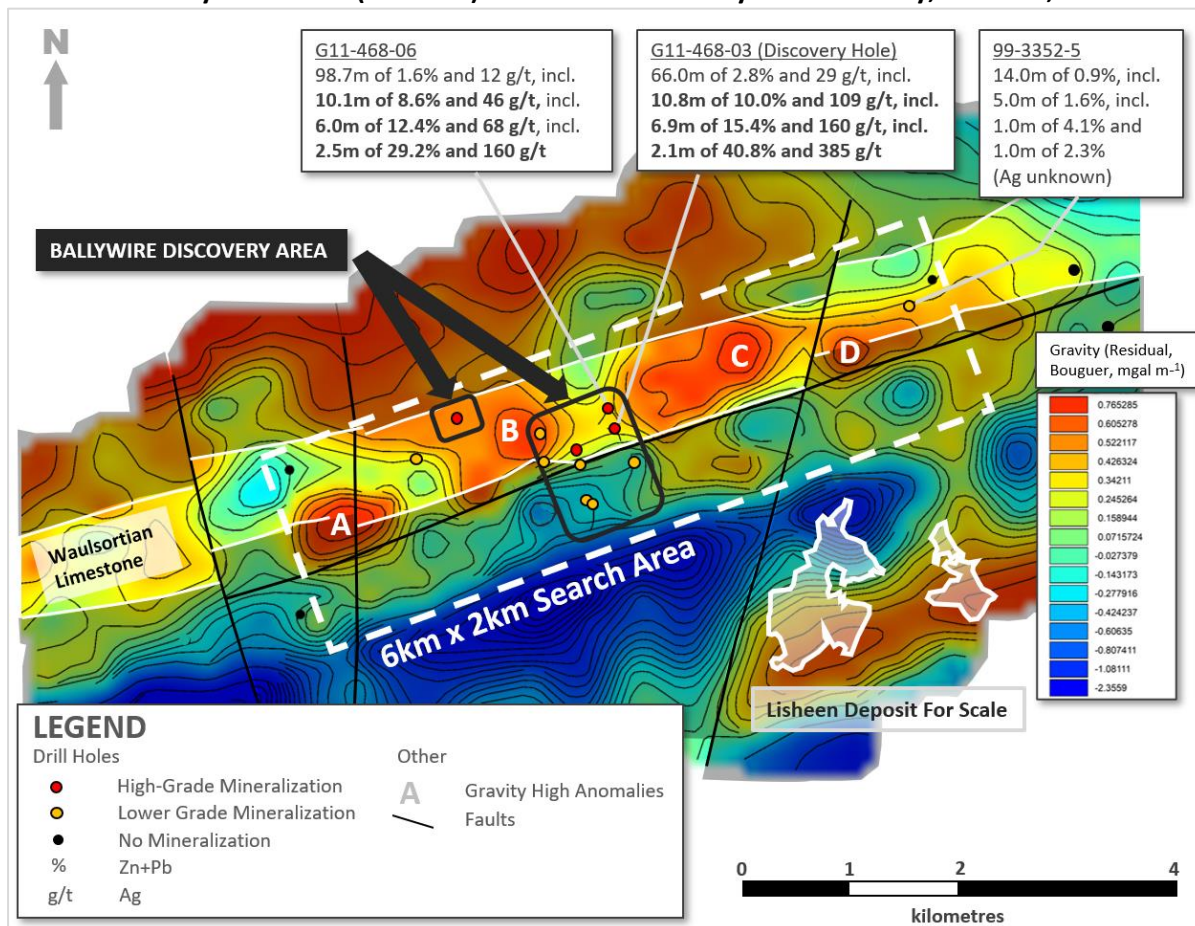 N
G11-468-06
98.7m of 1.6% and 12 g/t, incl.
10.1m of 8.6% and 46 g/t, incl.
6.0m of 12.4% and 68 g/t, incl.
2.5m of 29.2% and 160 g/t
G11-468-03 (Discovery Hole)
66.0m of 2.8% and 29 g/t, incl.
10.8m of 10.0% and 109 g/t, incl.
6.9m of 15.4% and 160 g/t, incl.
2.1m of 40.8% and 385 g/t
99-3352-5
14.0m of 0.9%, incl.
5.0m of 1.6%, incl.
1.0m of 4.1% and
1.0m of 2.3%
(Ag unknown)
BALLYWIRE DISCOVERY AREA
A
B
C
D
Waulsortian
Limestone
6km x 2km Search Area
Gravity (Residual,
Bouguer, mgal m-1)
0.765285
0.605278
0.522117
0.426324
0.34211
0.245264
0.158944
0.0715724
-0.027379
-0.143173
-0.277916
-0.424237
-0.60635
-0.807411
-1.08111
-2.3559
Lisheen Deposit For Scale
LEGEND
Drill Holes
High-Grade Mineralization
Lower Grade Mineralization
No Mineralization
% Zn+Pb
g/t Ag
Other
A Gravity High Anomalies
Faults
0 1 2 4
kilometres